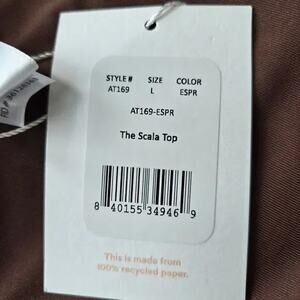 STYLE # SIZE COLOR
AT169 L ESPR
AT169-ESPR
The Scala Top
8 40155 34946 9
This is made from
100% recycled paper.